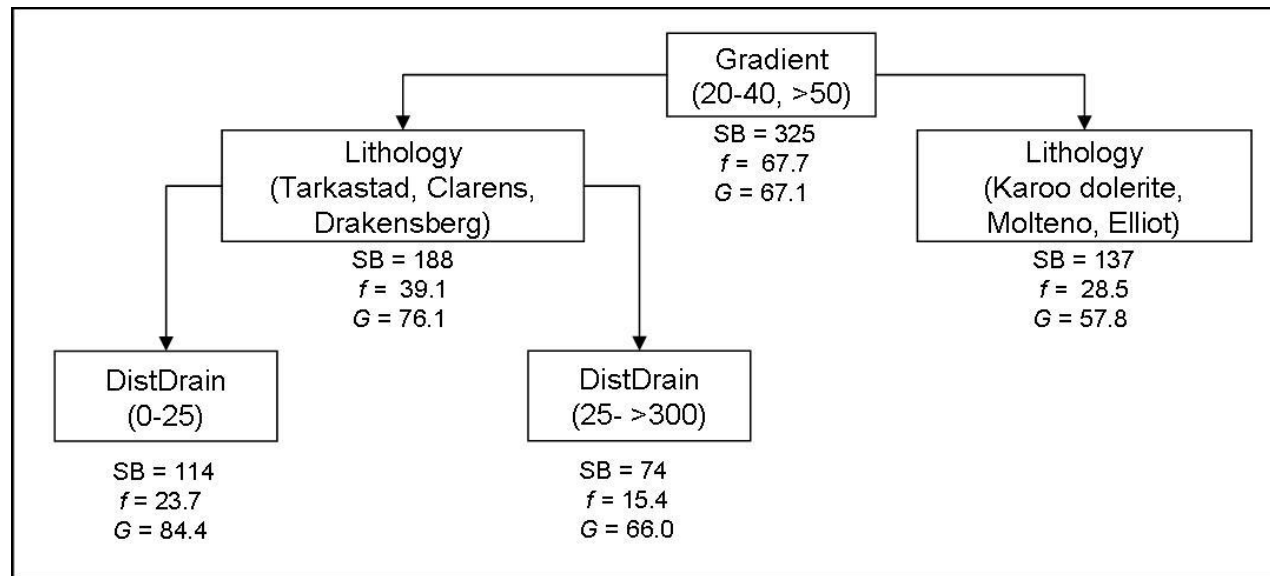 Gradient
(20-40, >50)
SB = 325
f = 67.7
G = 67.1
Lithology
(Tarkastad, Clarens,
Drakensberg)
SB = 188
f = 39.1
G = 76.1
Lithology
(Karoo dolerite,
Molteno, Elliot)
SB = 137
f = 28.5
G = 57.8
DistDrain
(0-25)
SB = 114
f = 23.7
G = 84.4
DistDrain
(25- >300)
SB = 74
f = 15.4
G = 66.0